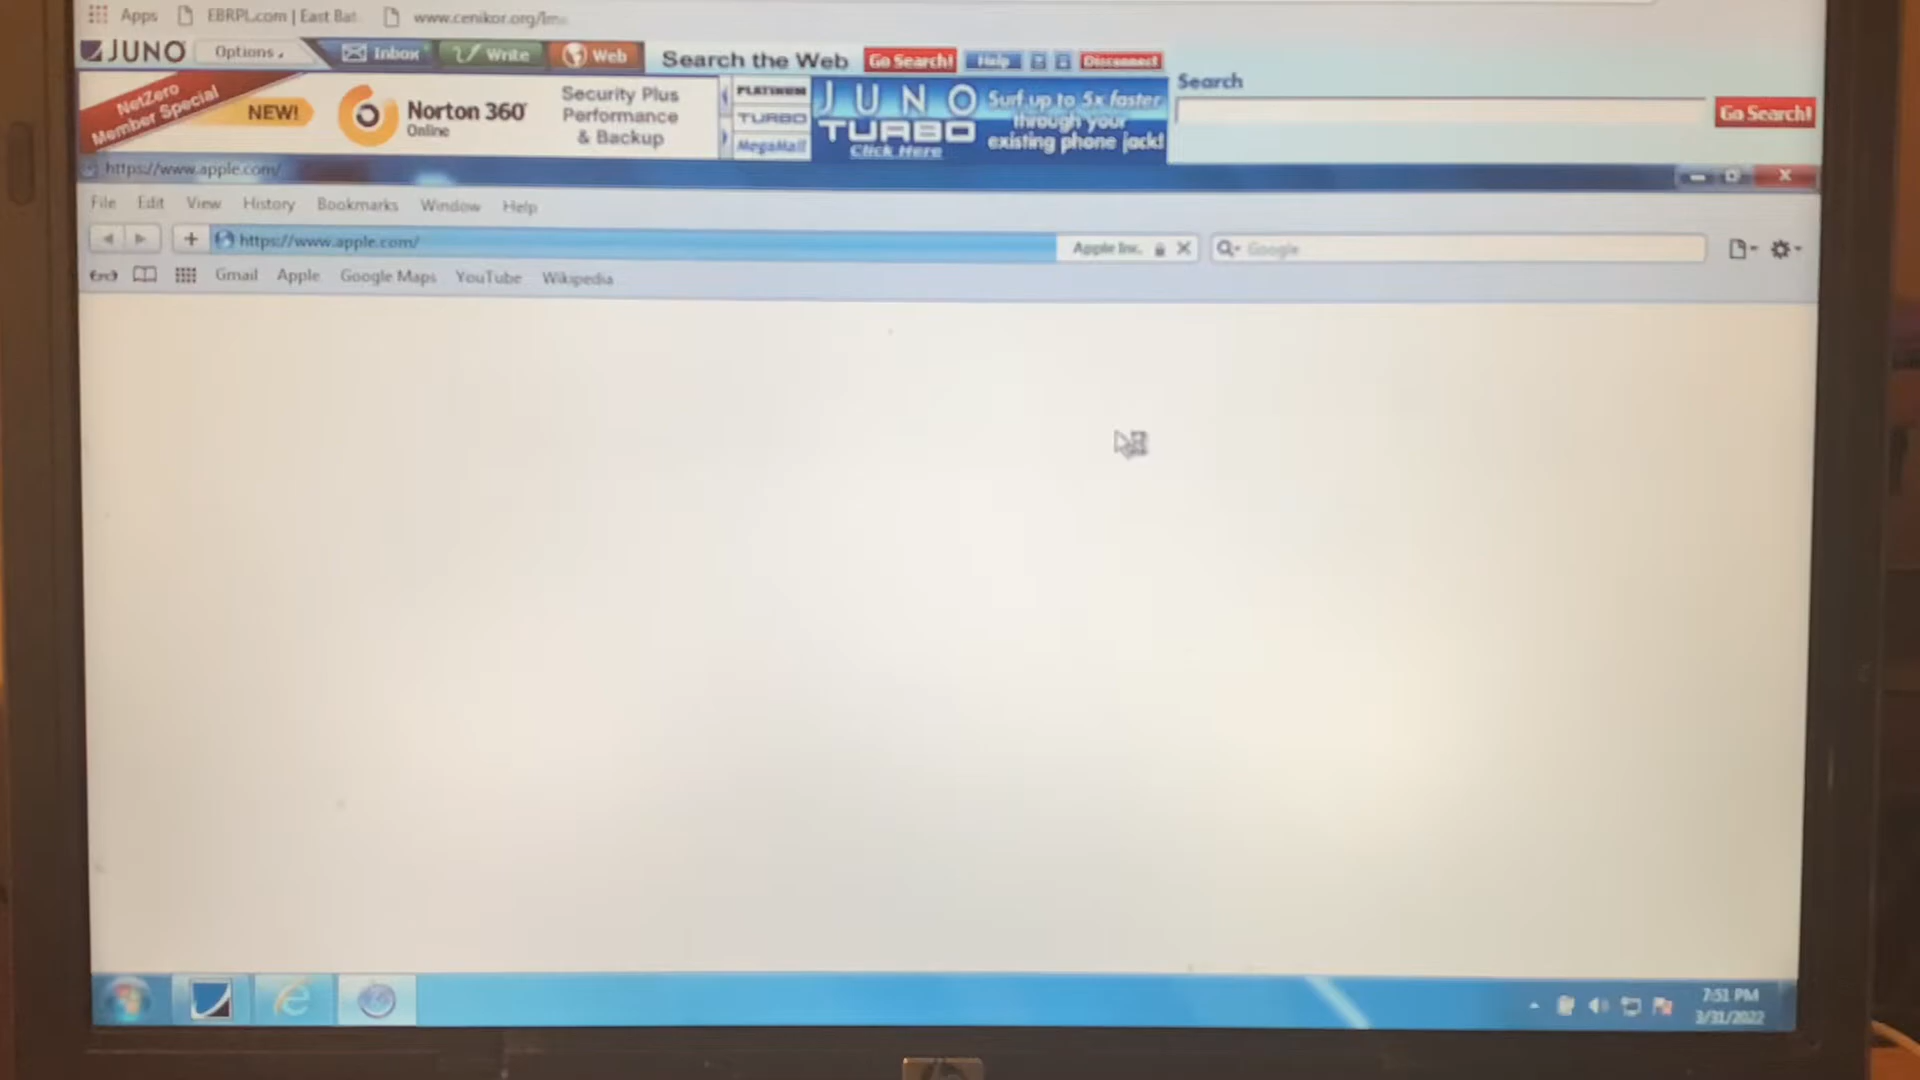 Apps EBRPL.com | East Bat www.cenikor.org/Ima
JUNO Options Inbox Write Web Search the Web Go Search! Help Disconnect
NetZero Member Special
NEW!
Norton 360
Online
Security Plus
Performance
& Backup
PLATINUM
TURBO
MegaMail
JUNO
TURBO
Click Here
Surf up to 5x faster
through your
existing phone jack!
Search
Go Search!
https://www.apple.com/
File Edit View History Bookmarks Window Help
https://www.apple.com/ Apple Inc. Google
Gmail Apple Google Maps YouTube Wikipedia
7:51 PM
3/31/2022
hp